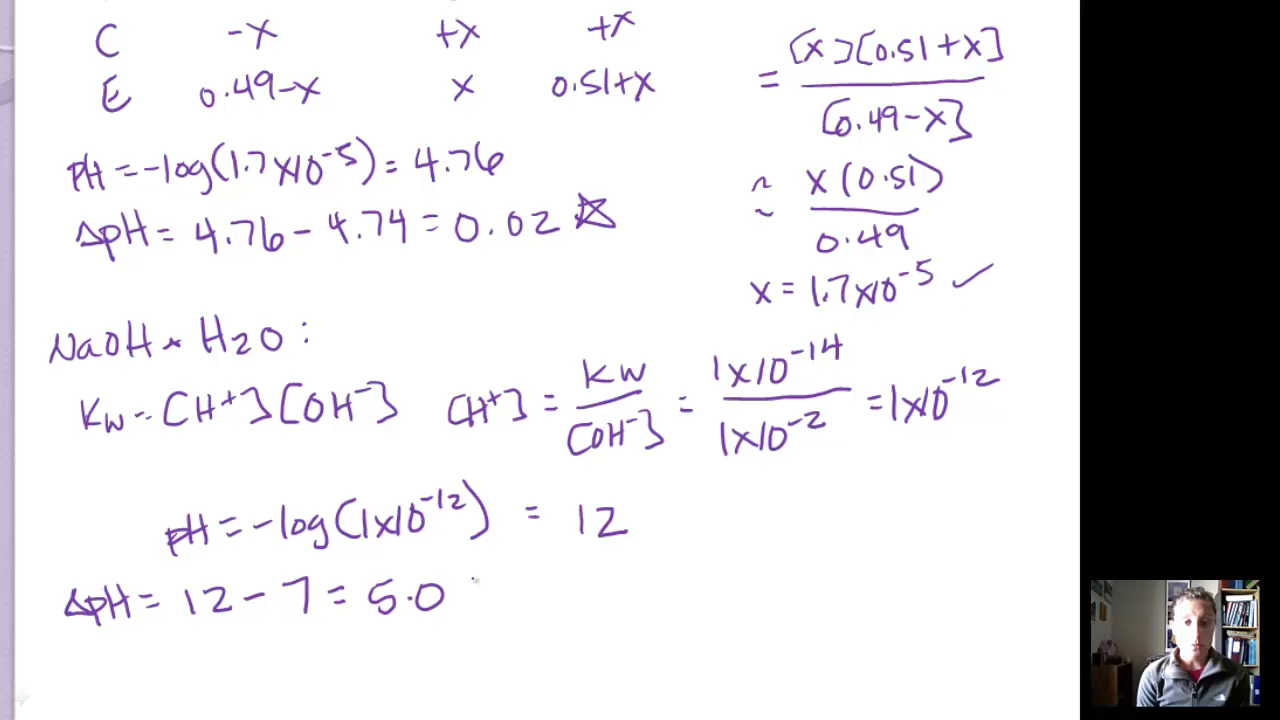 C -x +x +x
E 0.49-x x 0.51+x
= [x][0.51+x]
[0.49-x]
pH = -log(1.7x10^-5) = 4.76
≈ x(0.51)
0.49
ΔpH = 4.76 - 4.74 = 0.02 ☆
x = 1.7x10^-5 ✓
NaOH + H2O :
Kw = [H+][OH-] [H+] = Kw / [OH-] = 1x10^-14 / 1x10^-2 = 1x10^-12
pH = -log(1x10^-12) = 12
ΔpH = 12 - 7 = 5.0